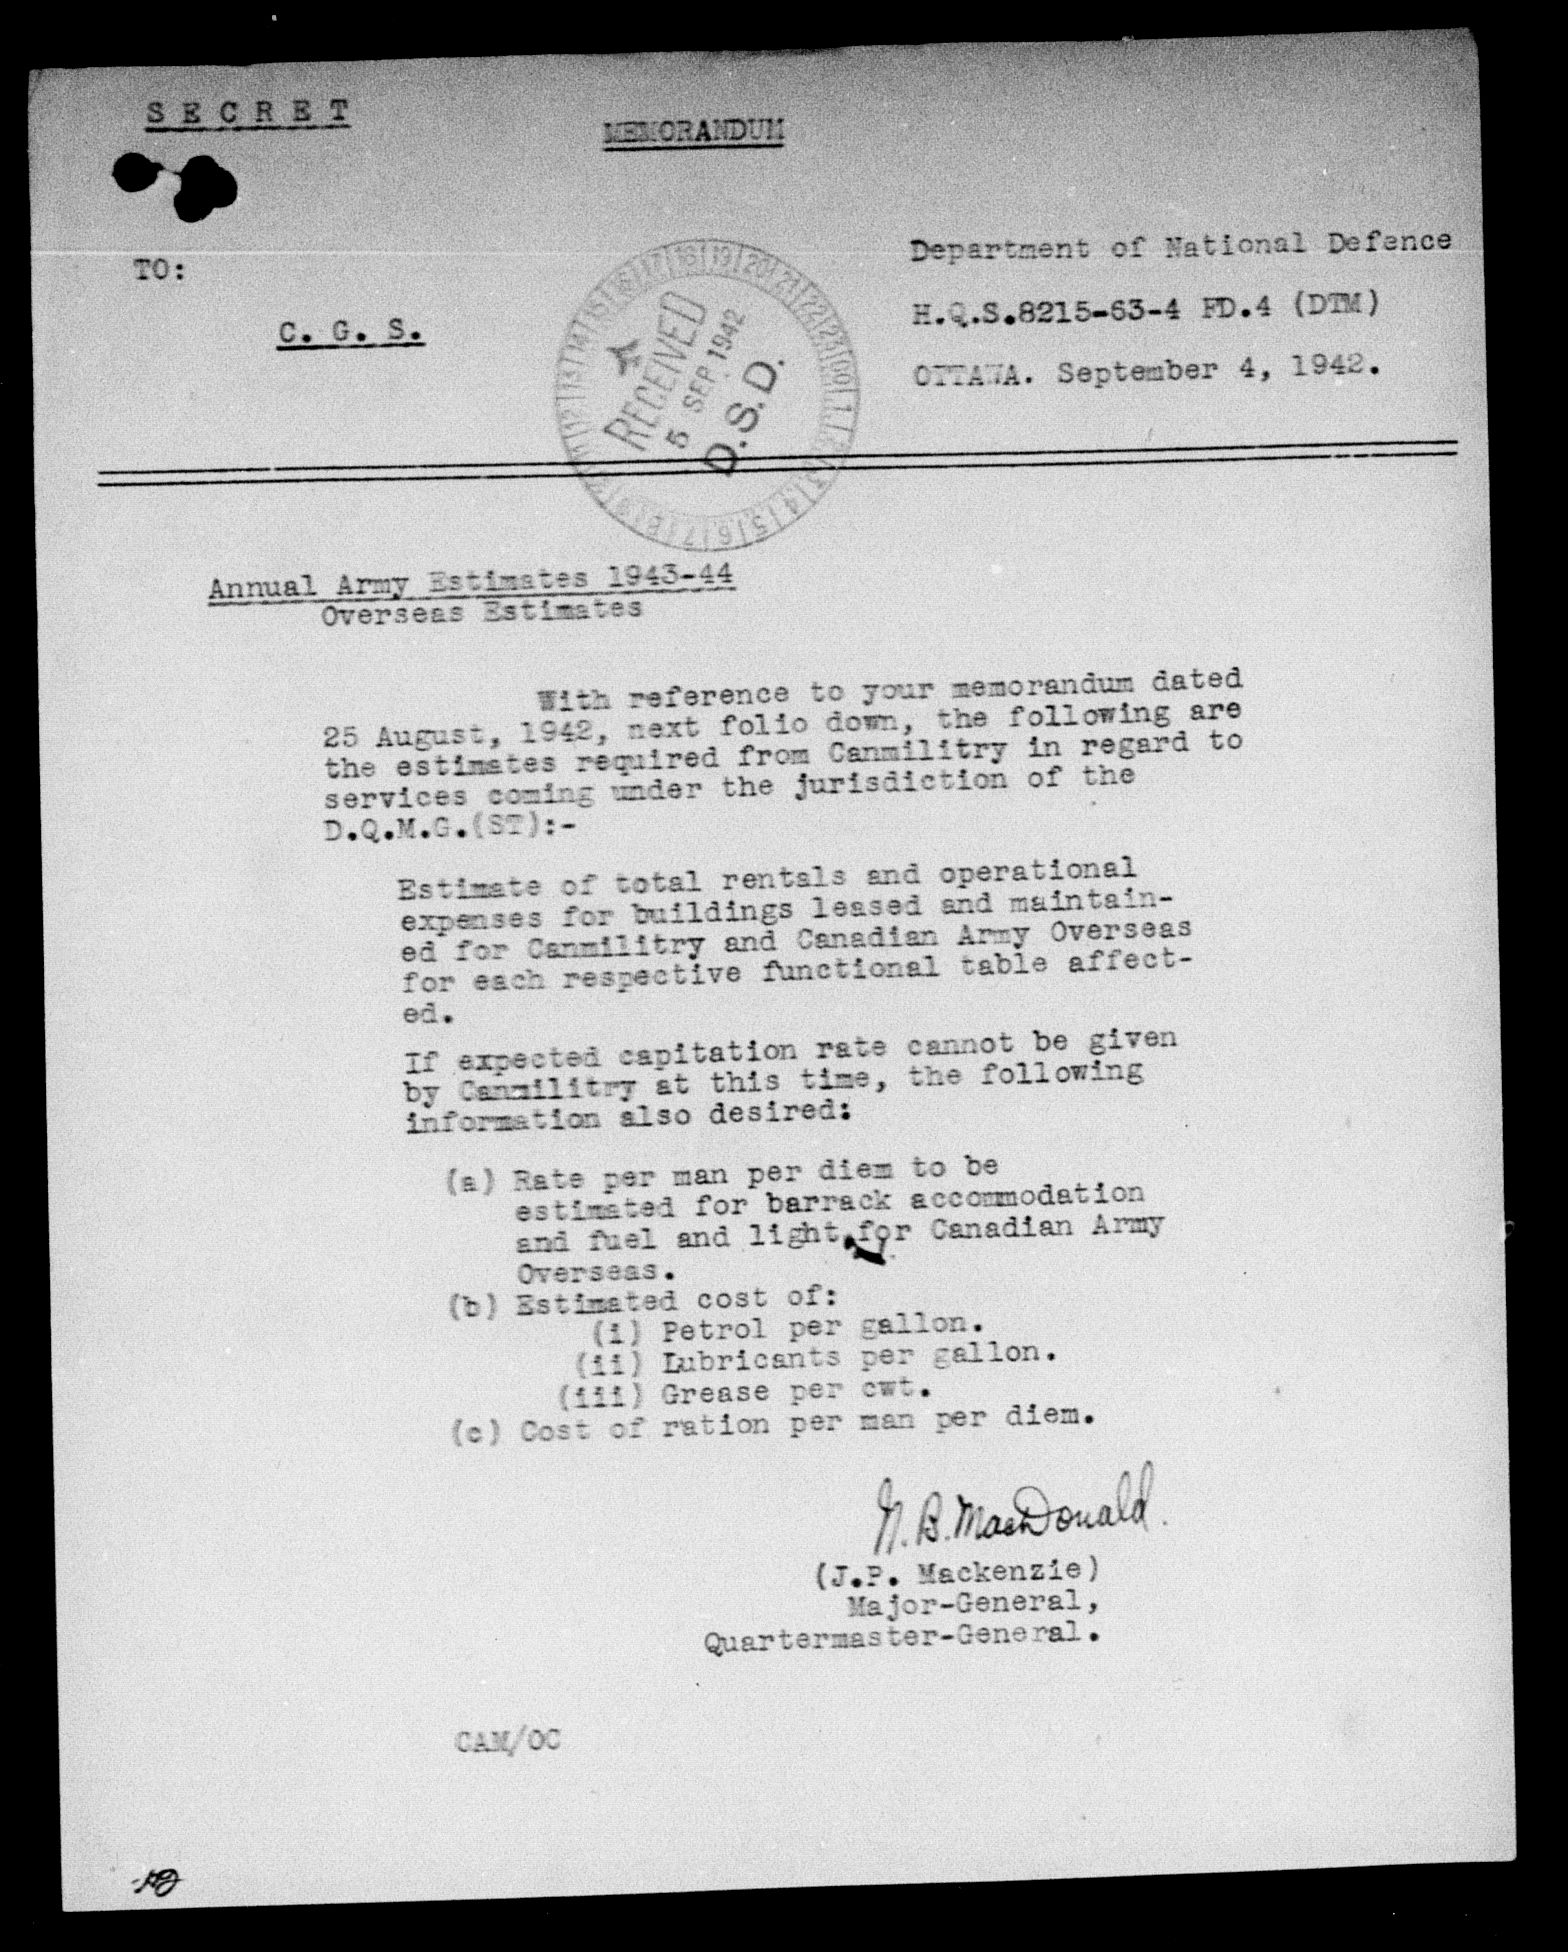 S E C R E T
MEMORANDUM
TO:
C. G. S.
Department of National Defence
H.Q.S.8215-63-4 FD.4 (DTM)
OTTAWA. September 4, 1942.
RECEIVED
5 SEP 1942
D.S.D.
Annual Army Estimates 1943-44
Overseas Estimates
With reference to your memorandum dated
25 August, 1942, next folio down, the following are
the estimates required from Canmilitry in regard to
services coming under the jurisdiction of the
D.Q.M.G.(ST):-
Estimate of total rentals and operational
expenses for buildings leased and maintain-
ed for Canmilitry and Canadian Army Overseas
for each respective functional table affect-
ed.
If expected capitation rate cannot be given
by Canmilitry at this time, the following
information also desired:
(a) Rate per man per diem to be
estimated for barrack accommodation
and fuel and light, for Canadian Army
Overseas.
(b) Estimated cost of:
(i) Petrol per gallon.
(ii) Lubricants per gallon.
(iii) Grease per cwt.
(c) Cost of ration per man per diem.
N. B. MacDonald.
(J.P. Mackenzie)
Major-General,
Quartermaster-General.
CAM/OC